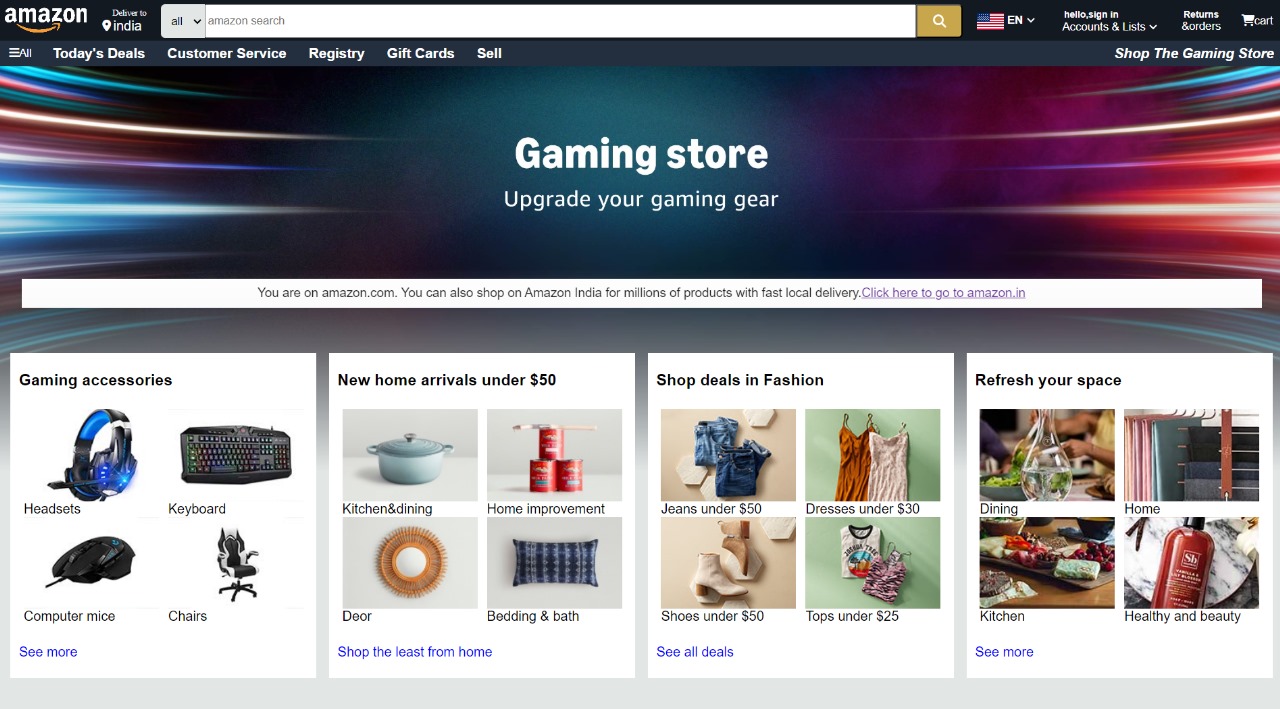 amazon
Deliver to
india
all
amazon search
EN
hello,sign in
Accounts & Lists
Returns
&orders
cart
All
Today's Deals
Customer Service
Registry
Gift Cards
Sell
Shop The Gaming Store
Gaming store
Upgrade your gaming gear
You are on amazon.com. You can also shop on Amazon India for millions of products with fast local delivery.Click here to go to amazon.in
Gaming accessories
Headsets
Keyboard
Computer mice
Chairs
See more
New home arrivals under $50
Kitchen&dining
Home improvement
Deor
Bedding & bath
Shop the least from home
Shop deals in Fashion
Jeans under $50
Dresses under $30
Shoes under $50
Tops under $25
See all deals
Refresh your space
Dining
Home
Kitchen
Sb
VANILLA &
LILY BLOSSOM
Healthy and beauty
See more